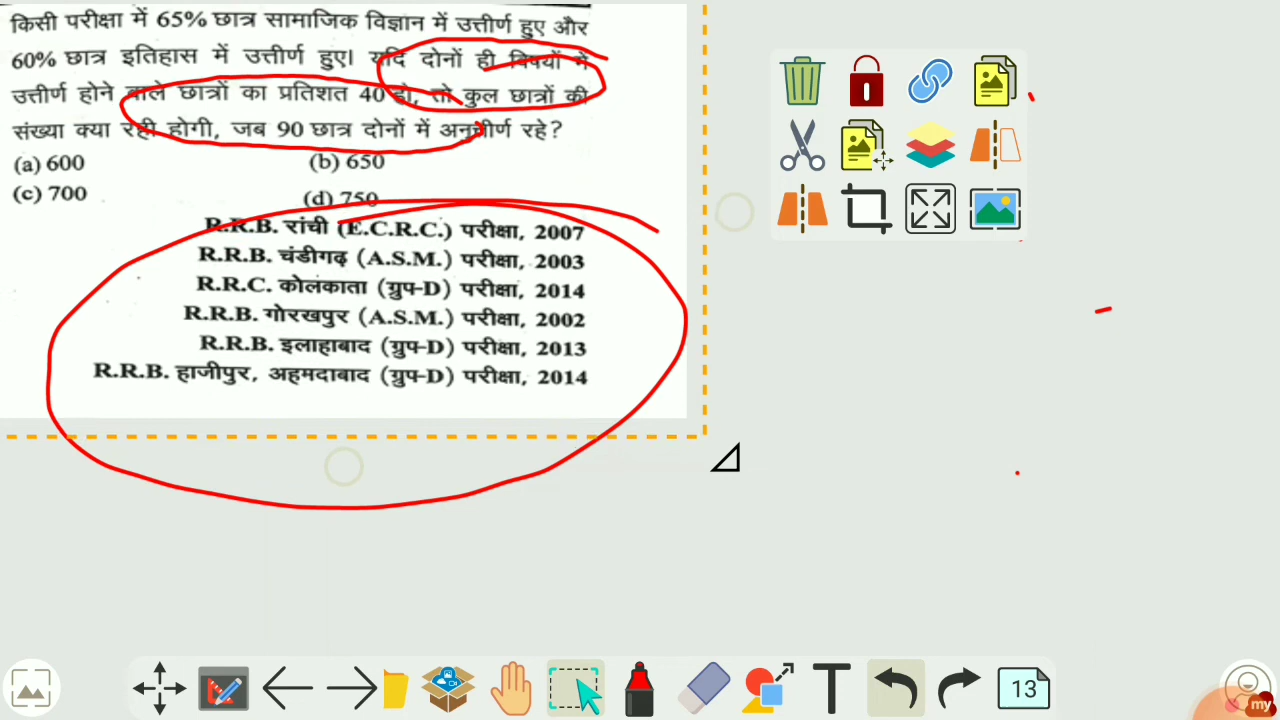 किसी परीक्षा में 65% छात्र सामाजिक विज्ञान में उत्तीर्ण हुए और
60% छात्र इतिहास में उत्तीर्ण हुए। यदि दोनों ही विषयों में
उत्तीर्ण होने वाले छात्रों का प्रतिशत 40 हो, तो कुल छात्रों की
संख्या क्या रही होगी, जब 90 छात्र दोनों में अनुत्तीर्ण रहे?
(a) 600 (b) 650
(c) 700 (d) 750
R.R.B. रांची (E.C.R.C.) परीक्षा, 2007
R.R.B. चंडीगढ़ (A.S.M.) परीक्षा, 2003
R.R.C. कोलकाता (ग्रुप-D) परीक्षा, 2014
R.R.B. गोरखपुर (A.S.M.) परीक्षा, 2002
R.R.B. इलाहाबाद (ग्रुप-D) परीक्षा, 2013
R.R.B. हाजीपुर, अहमदाबाद (ग्रुप-D) परीक्षा, 2014
T 13
my